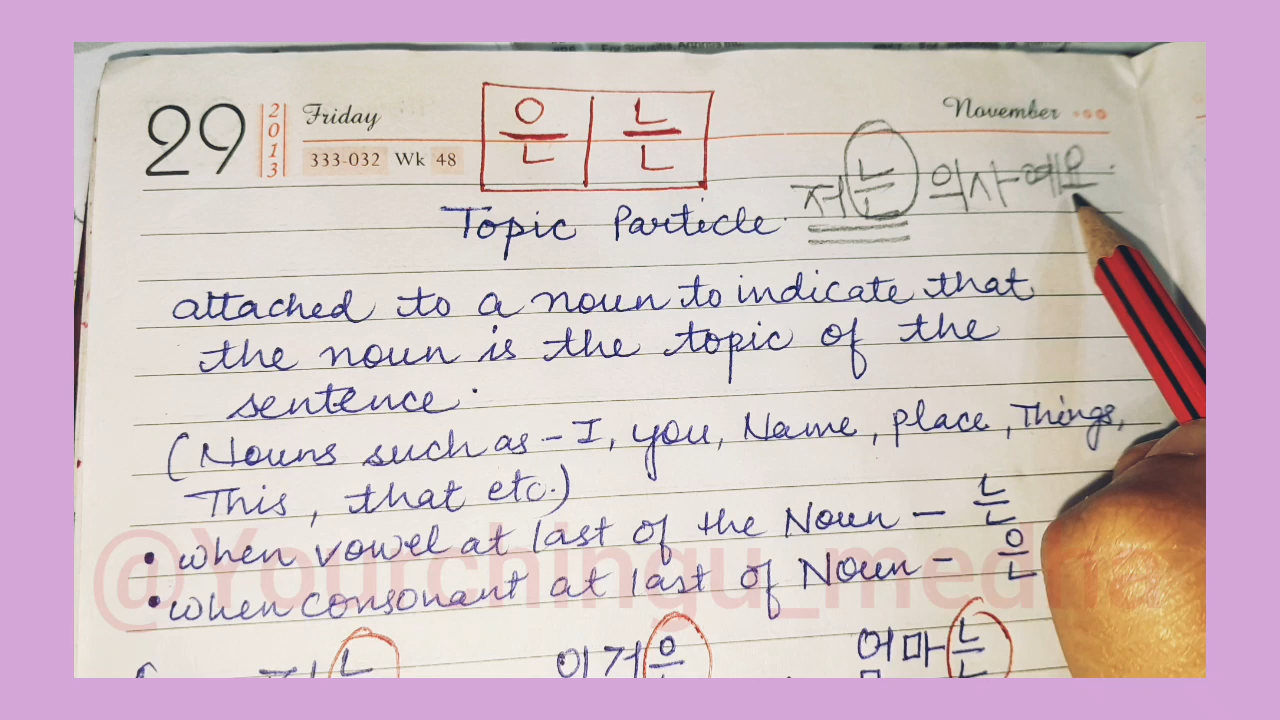 29 2013 Friday
333-032 Wk 48
November
은 | 는
저는 의사예요.
Topic Particle.
attached to a noun to indicate that
the noun is the topic of the
sentence.
(Nouns such as - I, you, Name, place, Things,
This, that etc.)
• when vowel at last of the Noun — 는
• when consonant at last of Noun — 은
@Yourchingu_media
이거은